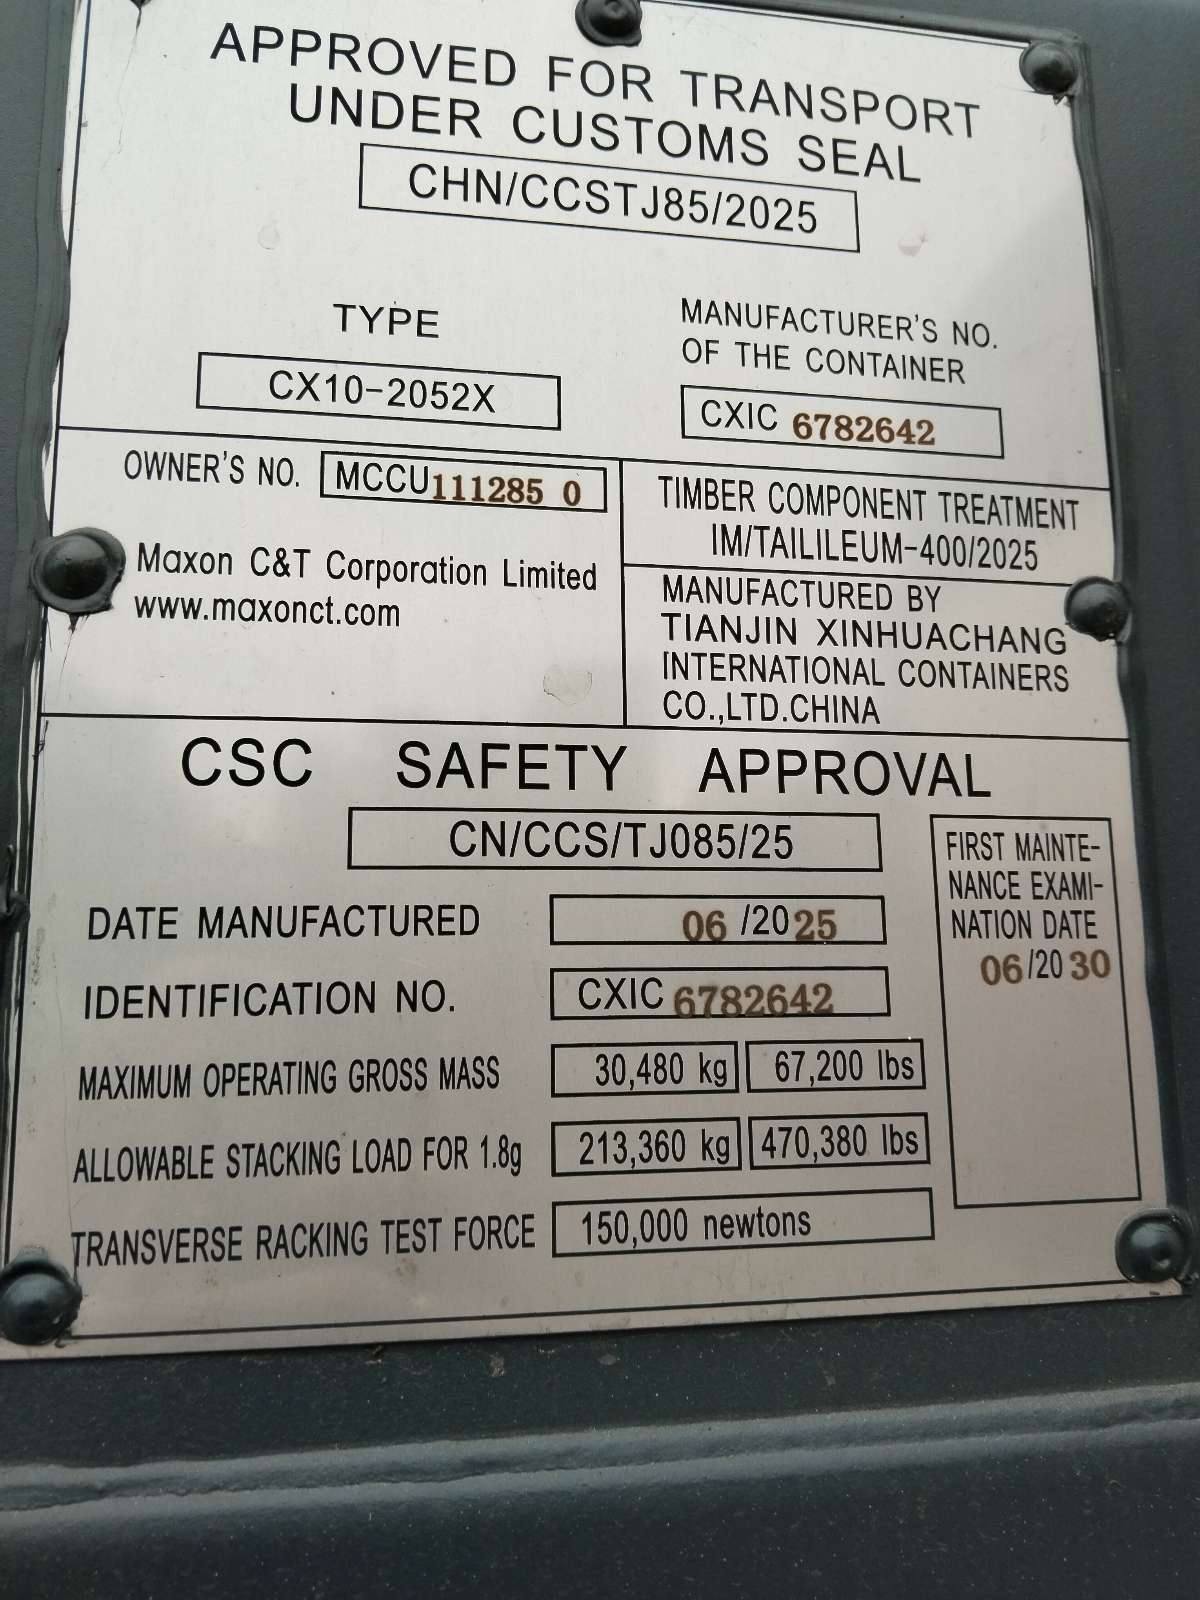 APPROVED FOR TRANSPORT
UNDER CUSTOMS SEAL
CHN/CCSTJ85/2025
TYPE
CX10-2052X
MANUFACTURER'S NO.
OF THE CONTAINER
CXIC 6782642
OWNER'S NO. MCCU111285 0
Maxon C&T Corporation Limited
www.maxonct.com
TIMBER COMPONENT TREATMENT
IM/TAILILEUM-400/2025
MANUFACTURED BY
TIANJIN XINHUACHANG
INTERNATIONAL CONTAINERS
CO.,LTD.CHINA
CSC SAFETY APPROVAL
CN/CCS/TJ085/25
DATE MANUFACTURED 06 /2025
IDENTIFICATION NO. CXIC 6782642
MAXIMUM OPERATING GROSS MASS 30,480 kg 67,200 lbs
ALLOWABLE STACKING LOAD FOR 1.8g 213,360 kg 470,380 lbs
TRANSVERSE RACKING TEST FORCE 150,000 newtons
FIRST MAINTE-
NANCE EXAMI-
NATION DATE
06/20 30